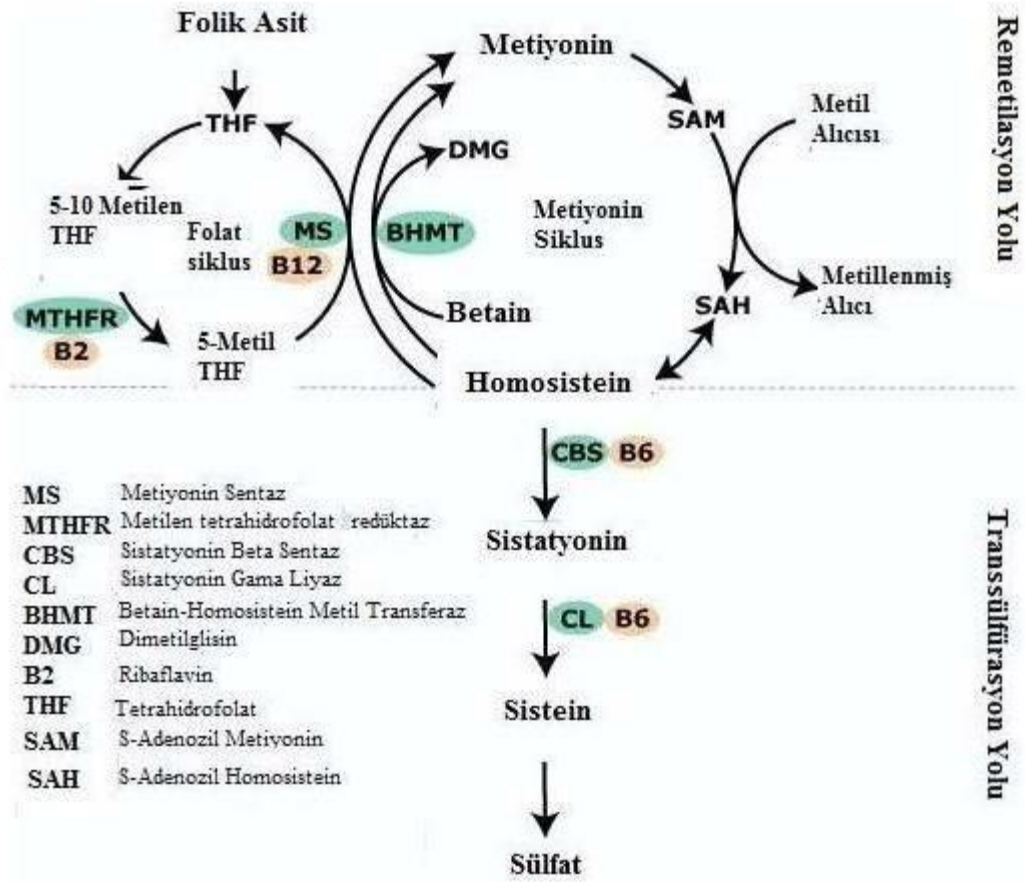 Folik Asit
Metiyonin
THF
SAM
Metil
Alıcısı
DMG
5-10 Metilen
THF
Folat
siklus
MS
B12
BHMT
Metiyonin
Siklus
Remetilasyon Yolu
MTHFR
B2
5-Metil
THF
Betain
SAH
Metillenmiş
Alıcı
Homosistein
CBS B6
Sistatyonin
CL B6
Sistein
Sülfat
Transsülfürasyon Yolu
MS Metiyonin Sentaz
MTHFR Metilen tetrahidrofolat redüktaz
CBS Sistatyonin Beta Sentaz
CL Sistatyonin Gama Liyaz
BHMT Betain-Homosistein Metil Transferaz
DMG Dimetilglisin
B2 Ribaflavin
THF Tetrahidrofolat
SAM S-Adenozil Metiyonin
SAH S-Adenozil Homosistein